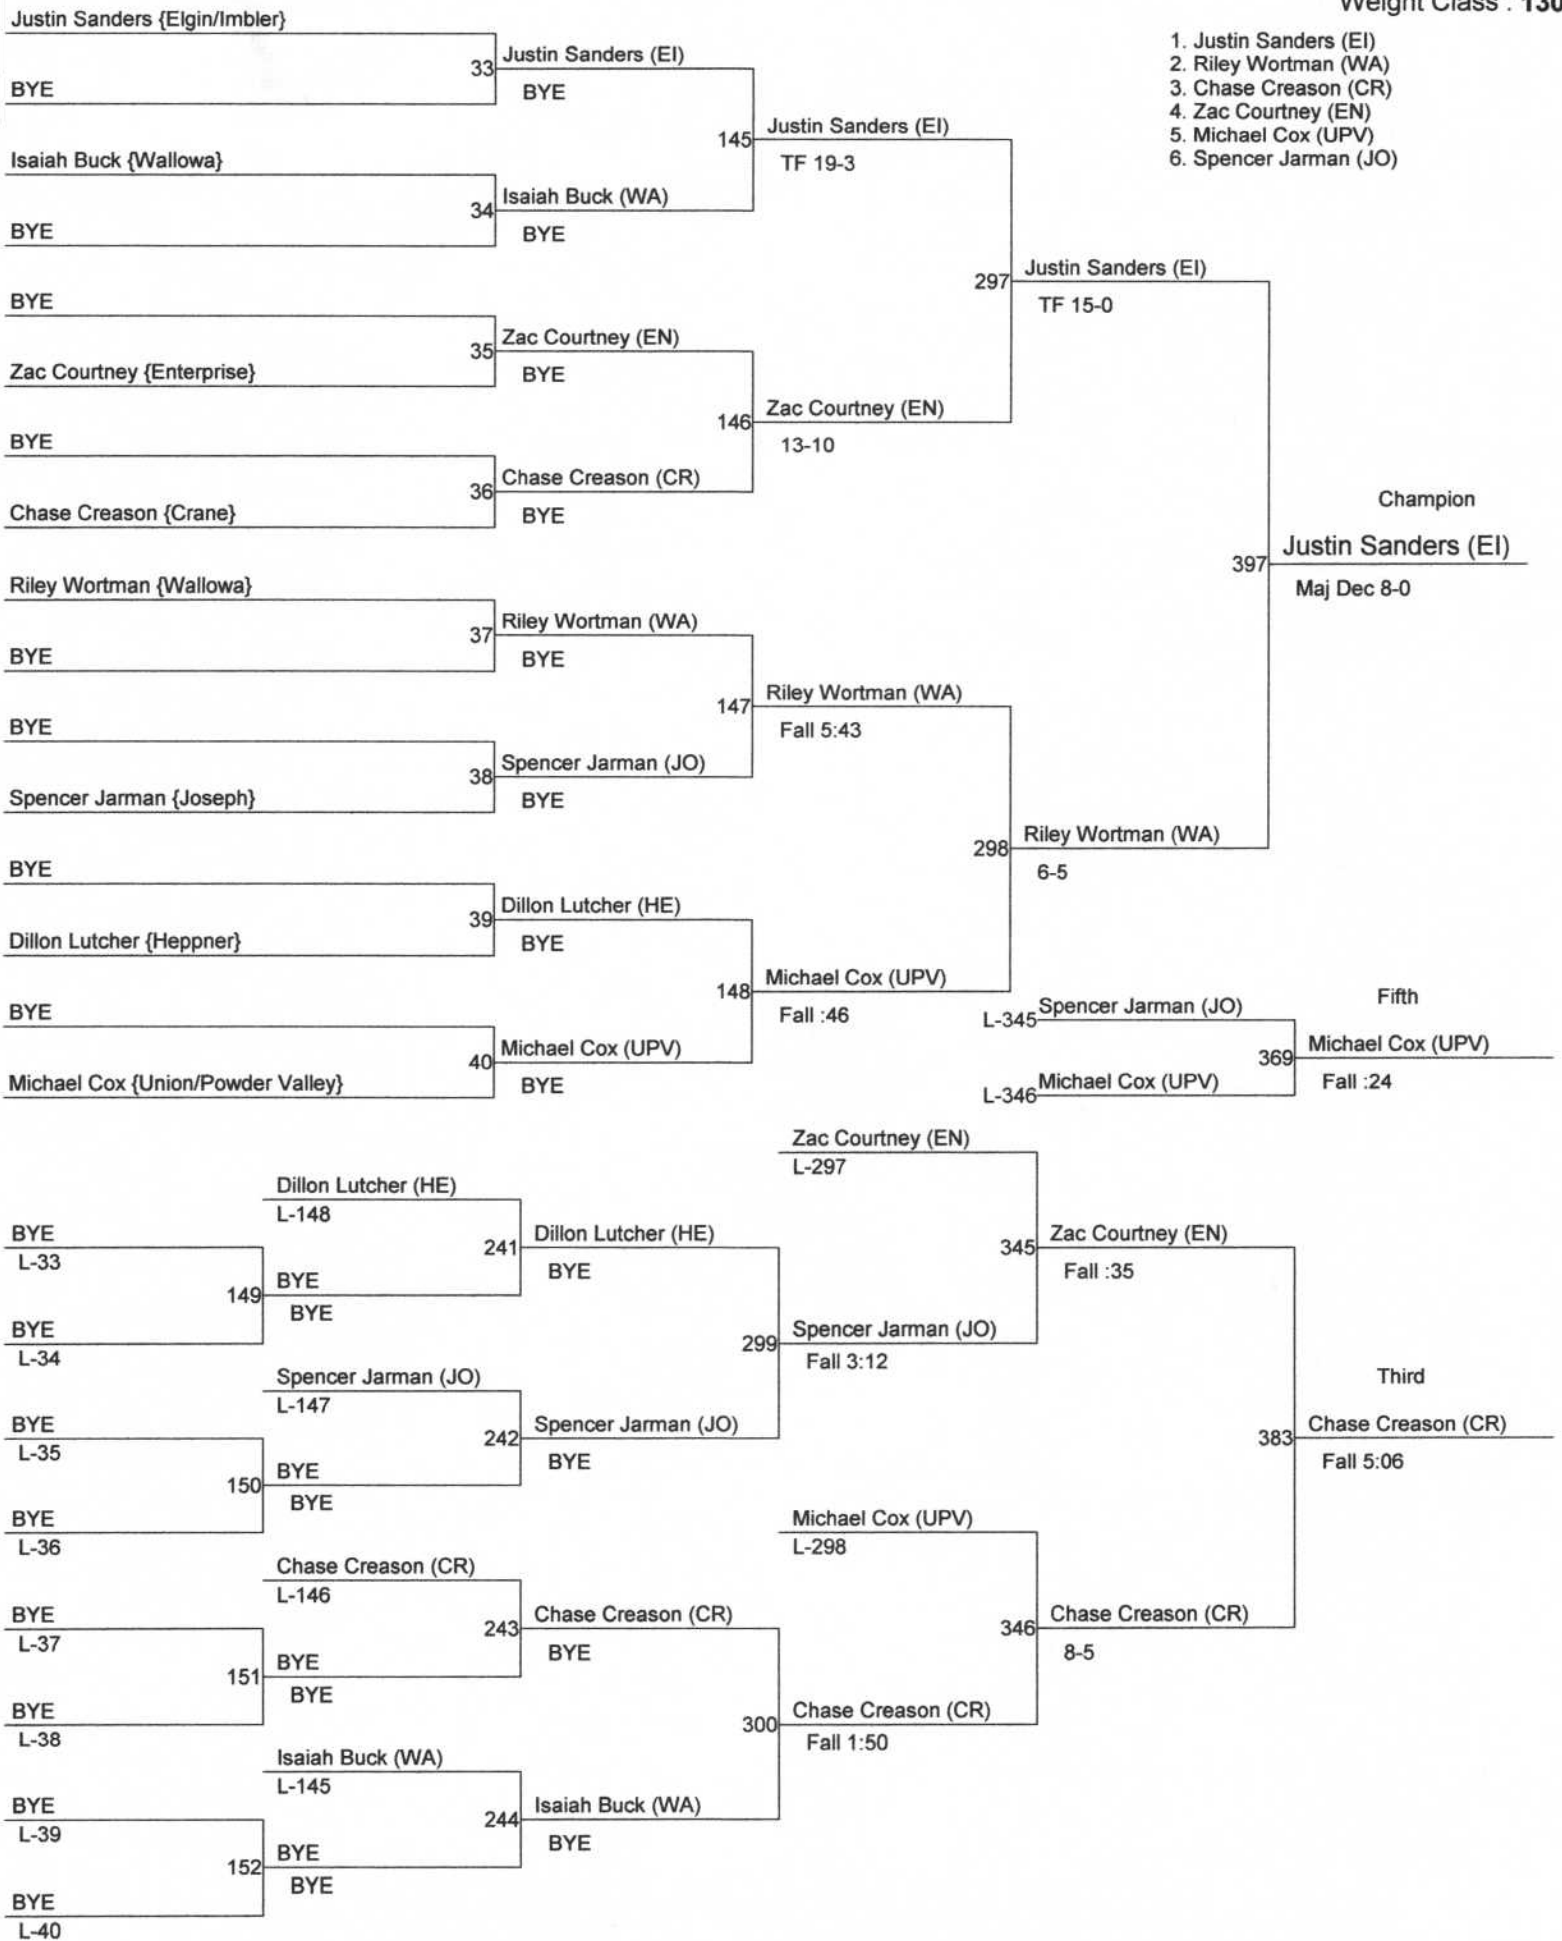 Weight Class : 130
1. Justin Sanders (EI)
2. Riley Wortman (WA)
3. Chase Creason (CR)
4. Zac Courtney (EN)
5. Michael Cox (UPV)
6. Spencer Jarman (JO)
Justin Sanders {Elgin/Imbler}
BYE
33
Justin Sanders (EI)
BYE
Isaiah Buck {Wallowa}
BYE
34
Isaiah Buck (WA)
BYE
145
Justin Sanders (EI)
TF 19-3
BYE
Zac Courtney {Enterprise}
35
Zac Courtney (EN)
BYE
BYE
Chase Creason {Crane}
36
Chase Creason (CR)
BYE
146
Zac Courtney (EN)
13-10
297
Justin Sanders (EI)
TF 15-0
Riley Wortman {Wallowa}
BYE
37
Riley Wortman (WA)
BYE
BYE
Spencer Jarman {Joseph}
38
Spencer Jarman (JO)
BYE
147
Riley Wortman (WA)
Fall 5:43
BYE
Dillon Lutcher {Heppner}
39
Dillon Lutcher (HE)
BYE
BYE
Michael Cox {Union/Powder Valley}
40
Michael Cox (UPV)
BYE
148
Michael Cox (UPV)
Fall :46
298
Riley Wortman (WA)
6-5
Champion
397
Justin Sanders (EI)
Maj Dec 8-0
Fifth
L-345
Spencer Jarman (JO)
L-346
Michael Cox (UPV)
369
Michael Cox (UPV)
Fall :24
BYE
L-33
BYE
L-34
149
BYE
BYE
Dillon Lutcher (HE)
L-148
241
Dillon Lutcher (HE)
BYE
BYE
L-35
BYE
L-36
150
BYE
BYE
Spencer Jarman (JO)
L-147
242
Spencer Jarman (JO)
BYE
299
Spencer Jarman (JO)
Fall 3:12
Zac Courtney (EN)
L-297
345
Zac Courtney (EN)
Fall :35
BYE
L-37
BYE
L-38
151
BYE
BYE
Chase Creason (CR)
L-146
243
Chase Creason (CR)
BYE
BYE
L-39
BYE
L-40
152
BYE
BYE
Isaiah Buck (WA)
L-145
244
Isaiah Buck (WA)
BYE
300
Chase Creason (CR)
Fall 1:50
Michael Cox (UPV)
L-298
346
Chase Creason (CR)
8-5
Third
383
Chase Creason (CR)
Fall 5:06